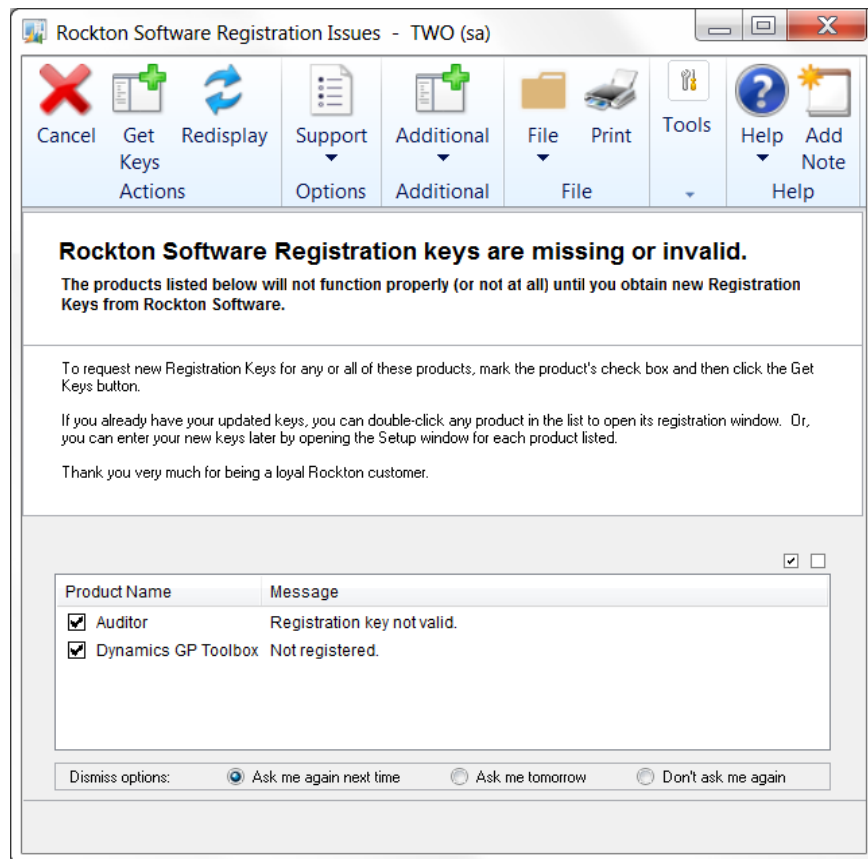 Rockton Software Registration Issues - TWO (sa)
Cancel Get Keys Redisplay Support Additional File Print Tools Help Add Note
Actions Options Additional File Help
Rockton Software Registration keys are missing or invalid.
The products listed below will not function properly (or not at all) until you obtain new Registration
Keys from Rockton Software.
To request new Registration Keys for any or all of these products, mark the product's check box and then click the Get
Keys button.
If you already have your updated keys, you can double-click any product in the list to open its registration window. Or,
you can enter your new keys later by opening the Setup window for each product listed.
Thank you very much for being a loyal Rockton customer.
Product Name Message
Auditor Registration key not valid.
Dynamics GP Toolbox Not registered.
Dismiss options: Ask me again next time Ask me tomorrow Don't ask me again